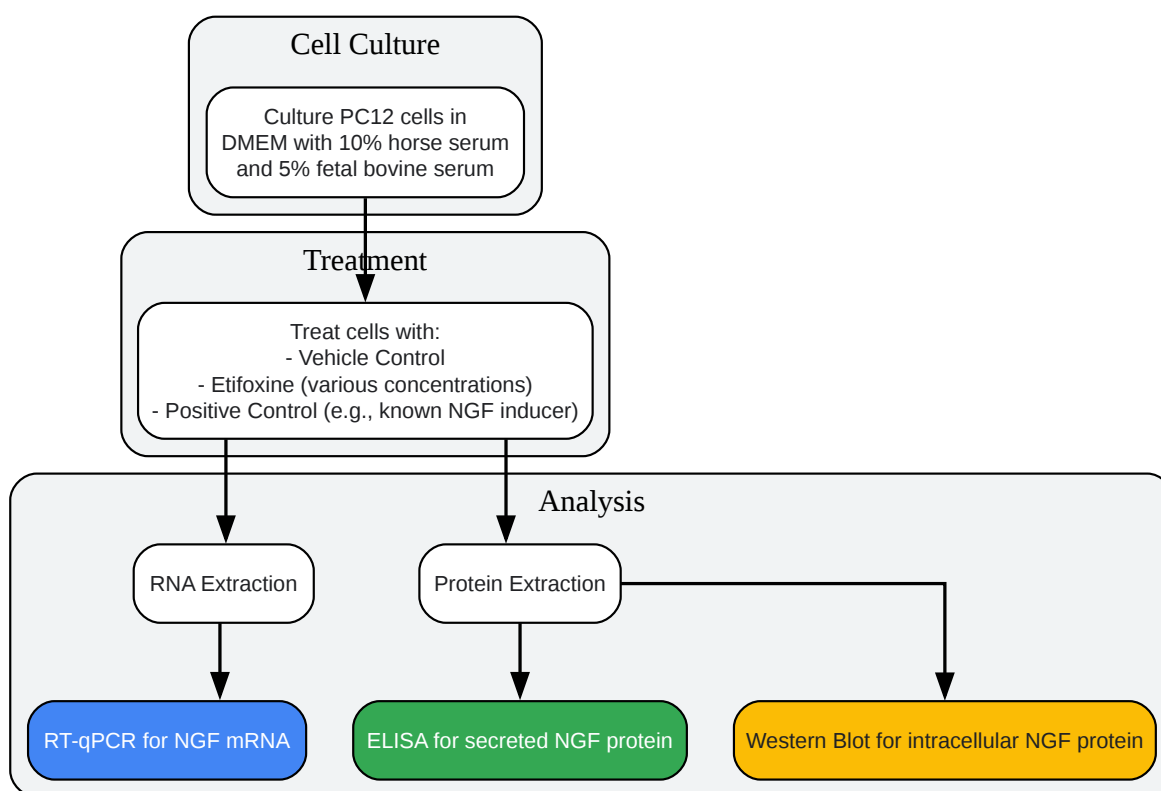 Cell Culture
Culture PC12 cells in
DMEM with 10% horse serum
and 5% fetal bovine serum
Treatment
Treat cells with:
- Vehicle Control
- Etifoxine (various concentrations)
- Positive Control (e.g., known NGF inducer)
Analysis
RNA Extraction
Protein Extraction
RT-qPCR for NGF mRNA
ELISA for secreted NGF protein
Western Blot for intracellular NGF protein